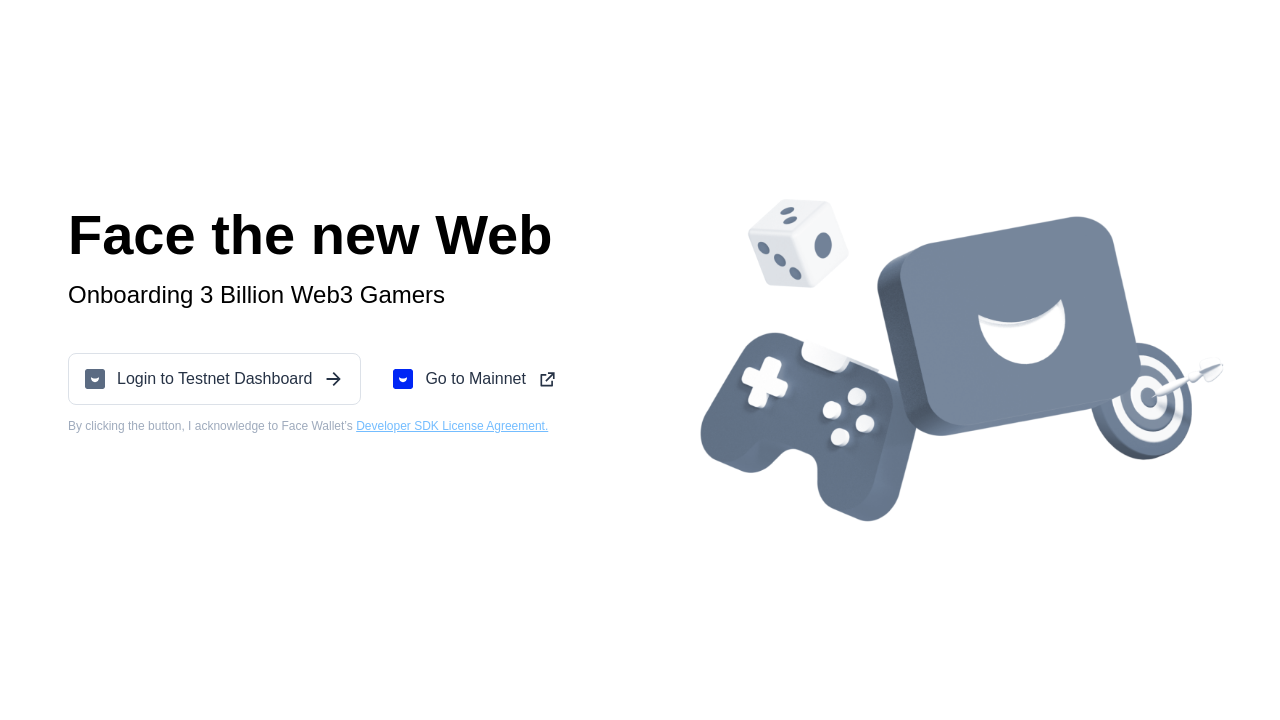 Face the new Web
Onboarding 3 Billion Web3 Gamers
Login to Testnet Dashboard
Go to Mainnet
By clicking the button, I acknowledge to Face Wallet’s Developer SDK License Agreement.